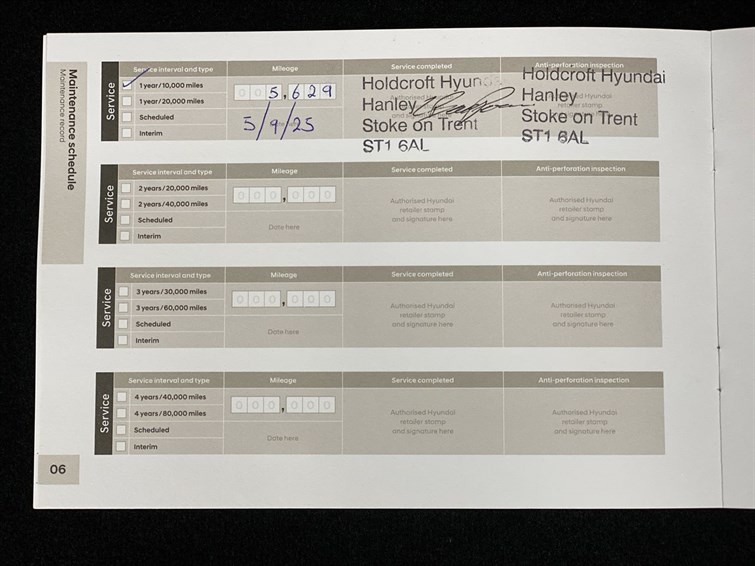 Maintenance schedule
Maintenance record
Service
Service interval and type Mileage Service completed Anti-perforation inspection
1 year/10,000 miles 005,629
1 year/20,000 miles
Scheduled 5/9/25
Interim
Holdcroft Hyundai
Hanley
Stoke on Trent
ST1 6AL
Holdcroft Hyundai
Hanley
Stoke on Trent
ST1 6AL
Service
Service interval and type Mileage Service completed Anti-perforation inspection
2 years/20,000 miles 000,000
2 years/40,000 miles
Scheduled Date here
Interim
Authorised Hyundai
retailer stamp
and signature here
Authorised Hyundai
retailer stamp
and signature here
Service
Service interval and type Mileage Service completed Anti-perforation inspection
3 years/30,000 miles 000,000
3 years/60,000 miles
Scheduled Date here
Interim
Authorised Hyundai
retailer stamp
and signature here
Authorised Hyundai
retailer stamp
and signature here
Service
Service interval and type Mileage Service completed Anti-perforation inspection
4 years/40,000 miles 000,000
4 years/80,000 miles
Scheduled Date here
Interim
Authorised Hyundai
retailer stamp
and signature here
Authorised Hyundai
retailer stamp
and signature here
06